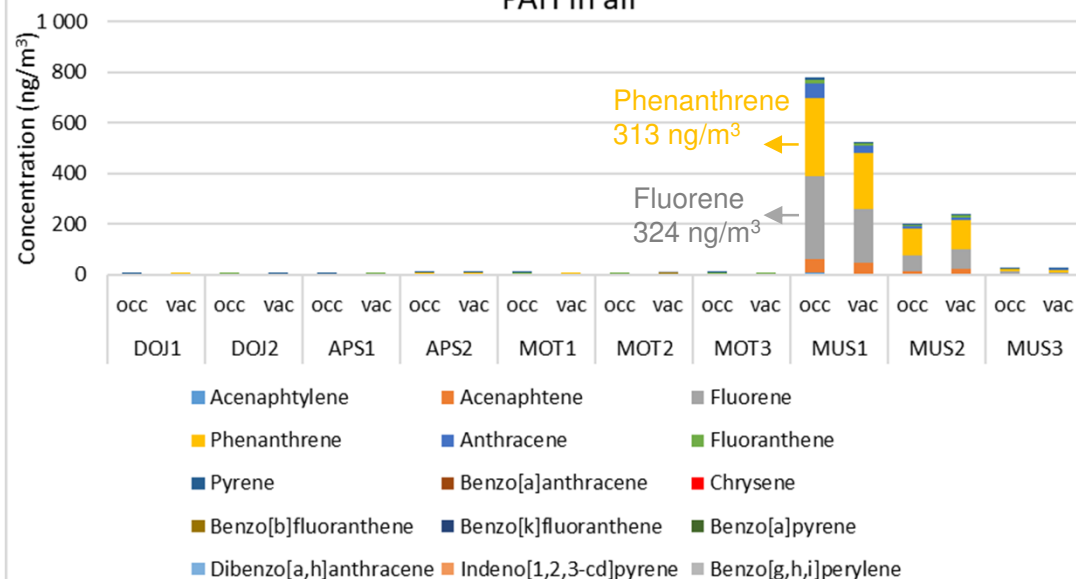 PAH in air
Concentration (ng/m³)
1 000
800
600
400
200
0
Phenanthrene
313 ng/m³
Fluorene
324 ng/m³
occ vac occ vac occ vac occ vac occ vac occ vac occ vac occ vac occ vac occ vac
DOJ1 DOJ2 APS1 APS2 MOT1 MOT2 MOT3 MUS1 MUS2 MUS3
Acenaphtylene Acenaphtene Fluorene
Phenanthrene Anthracene Fluoranthene
Pyrene Benzo[a]anthracene Chrysene
Benzo[b]fluoranthene Benzo[k]fluoranthene Benzo[a]pyrene
Dibenzo[a,h]anthracene Indeno[1,2,3-cd]pyrene Benzo[g,h,i]perylene